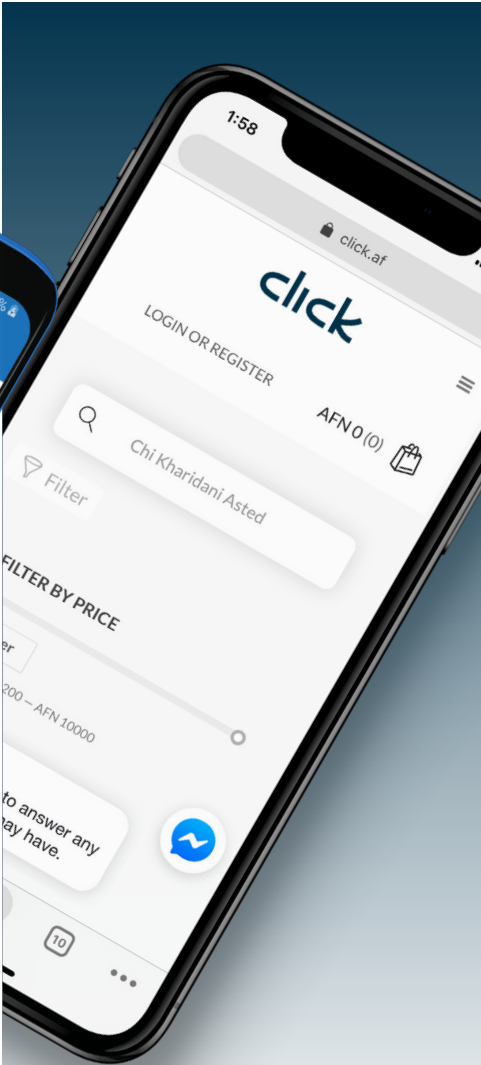 1:58
click.af
click
LOGIN OR REGISTER
AFN 0 (0)
Chi Kharidani Asted
Filter
FILTER BY PRICE
200 — AFN 10000
to answer any
have.
10